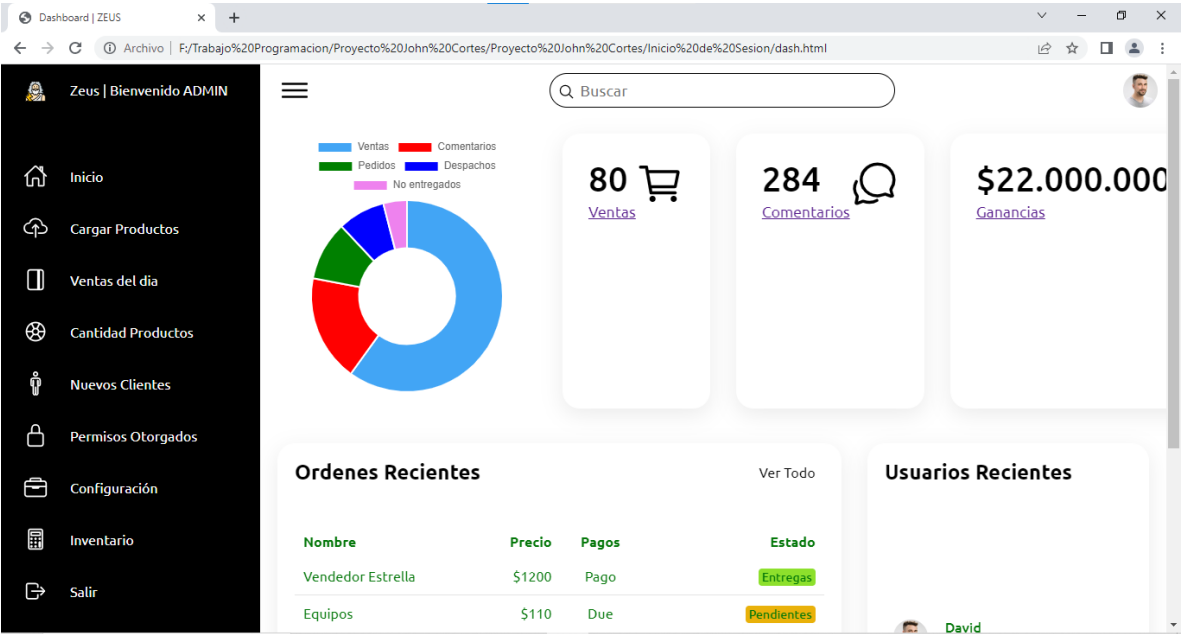 Dashboard | ZEUS
Archivo | F:/Trabajo%20Programacion/Proyecto%20John%20Cortes/Proyecto%20John%20Cortes/Inicio%20de%20Sesion/dash.html
Zeus | Bienvenido ADMIN
Buscar
Inicio
Cargar Productos
Ventas del dia
Cantidad Productos
Nuevos Clientes
Permisos Otorgados
Configuración
Inventario
Salir
Ventas Comentarios
Pedidos Despachos
No entregados
80
Ventas
284
Comentarios
$22.000.000
Ganancias
Ordenes Recientes Ver Todo
Nombre Precio Pagos Estado
Vendedor Estrella $1200 Pago Entregas
Equipos $110 Due Pendientes
Usuarios Recientes
David